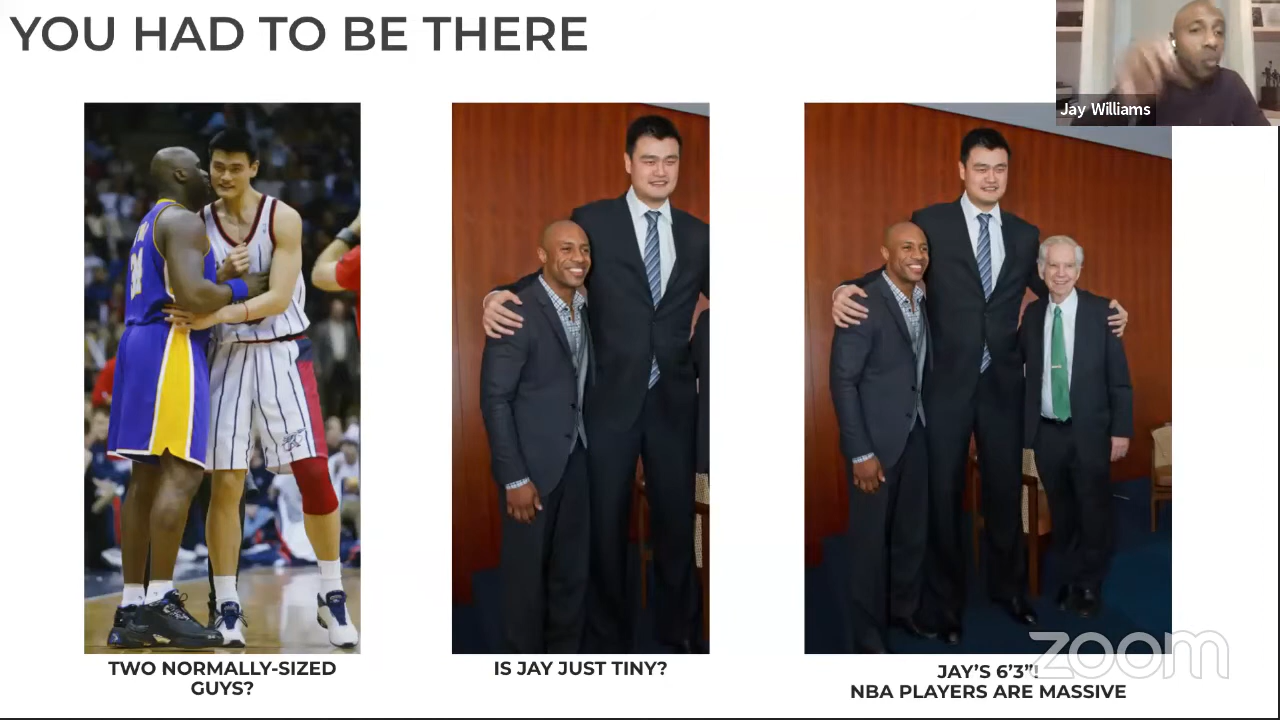 YOU HAD TO BE THERE
Jay Williams
34
TWO NORMALLY-SIZED
GUYS?
IS JAY JUST TINY?
JAY'S 6'3"!
NBA PLAYERS ARE MASSIVE
zoom